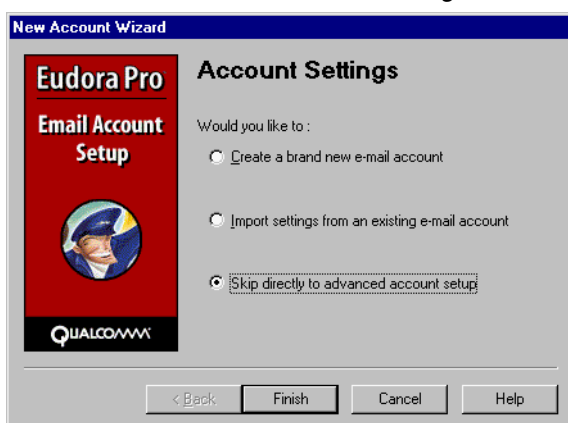 New Account Wizard
Eudora Pro
Email Account
Setup
QUALCOMM
Account Settings
Would you like to :
Create a brand new e-mail account
Import settings from an existing e-mail account
Skip directly to advanced account setup
< Back
Finish
Cancel
Help